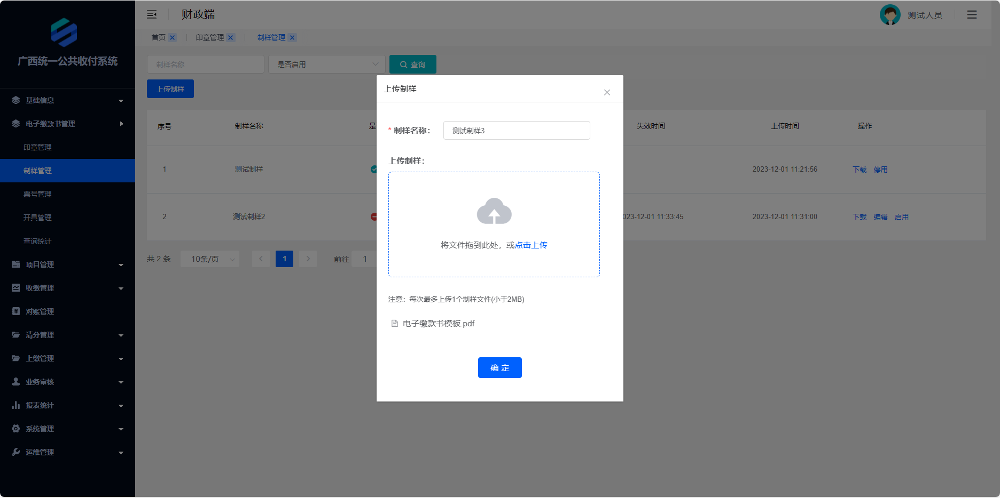 广西统一公共收付系统
基础信息
电子缴款书管理
印章管理
制样管理
票号管理
开具管理
查询统计
项目管理
收缴管理
对账管理
清分管理
上缴管理
业务审核
报表统计
系统管理
运维管理
财政端
测试人员
首页
印章管理
制样管理
制样名称
是否启用
查询
上传制样
序号 制样名称 是 失效时间 上传时间 操作
1 测试制样 2023-12-01 11:21:56 下载 停用
2 测试制样2 023-12-01 11:33:45 2023-12-01 11:31:00 下载 编辑 启用
共 2 条 10条/页 1 前往 1
上传制样
* 制样名称： 测试制样3
上传制样：
将文件拖到此处，或点击上传
注意：每次最多上传1个制样文件(小于2MB)
电子缴款书模板.pdf
确 定